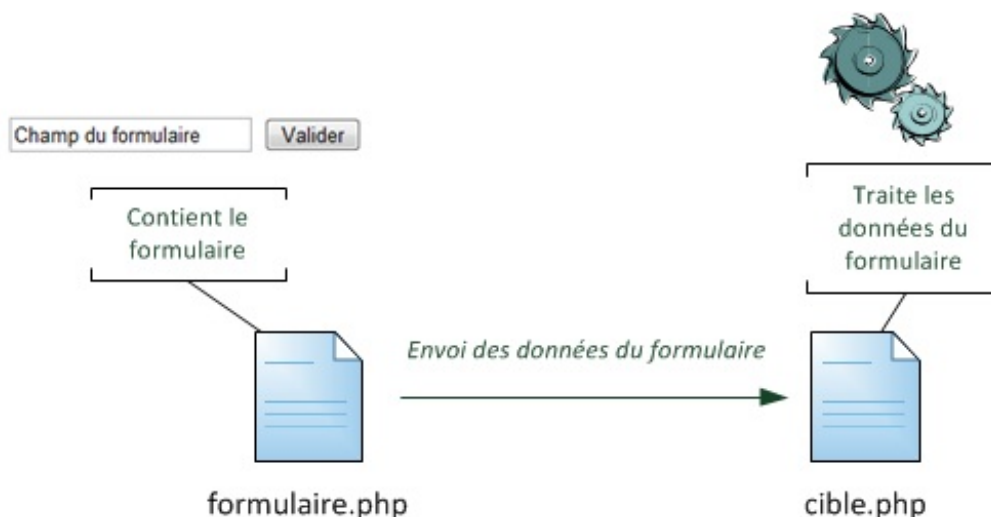 Champ du formulaire
Valider
Contient le
formulaire
Traite les
données du
formulaire
Envoi des données du formulaire
formulaire.php
cible.php